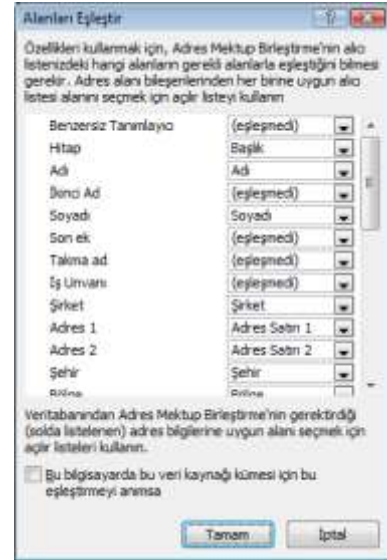 Alanları Eşleştir
Özellikleri kullanmak için, Adres Mektup Birleştirme'nin alıcı
listenizdeki hangi alanların gerekli alanlarla eşleştiğini bilmesi
gerekir. Adres alanı bileşenlerinden her birine uygun alıcı
listesi alanını seçmek için açılır listeyi kullanın
Benzersiz Tanımlayıcı (eşleşmedi)
Hitap Başlık
Adı Adı
İkinci Ad (eşleşmedi)
Soyadı Soyadı
Son ek (eşleşmedi)
Takma ad (eşleşmedi)
İş Unvanı (eşleşmedi)
Şirket Şirket
Adres 1 Adres Satırı 1
Adres 2 Adres Satırı 2
Şehir Şehir
Bölge Bölge
Veritabanından Adres Mektup Birleştirme'nin gerektirdiği
(solda listelenen) adres bilgilerine uygun alanı seçmek için
açılır listeleri kullanın.
Bu bilgisayarda bu veri kaynağı kümesi için bu
eşleştirmeyi anımsa
Tamam İptal